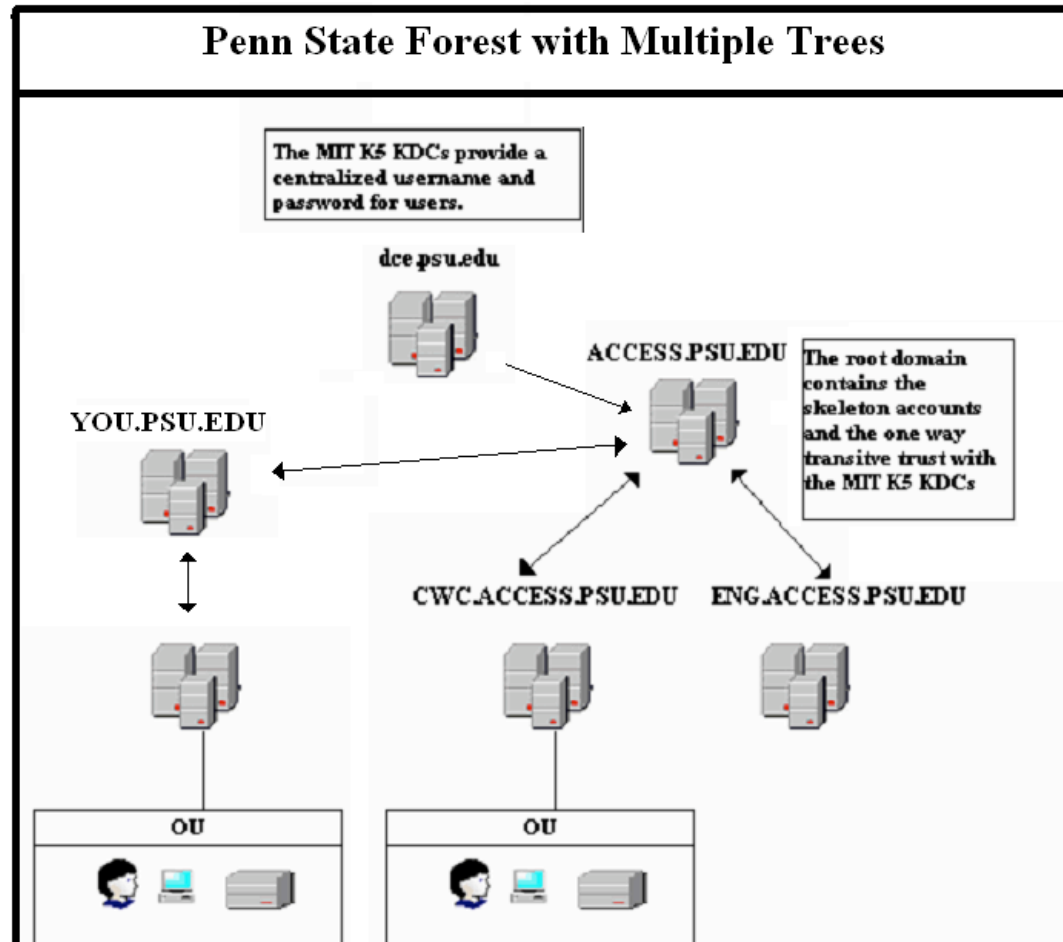 Penn State Forest with Multiple Trees
The MIT K5 KDCs provide a
centralized username and
password for users.
dce.psu.edu
ACCESS.PSU.EDU
The root domain
contains the
skeleton accounts
and the one way
transitve trust with
the MIT K5 KDCs
YOU.PSU.EDU
CWC.ACCESS.PSU.EDU
ENG.ACCESS.PSU.EDU
OU
OU